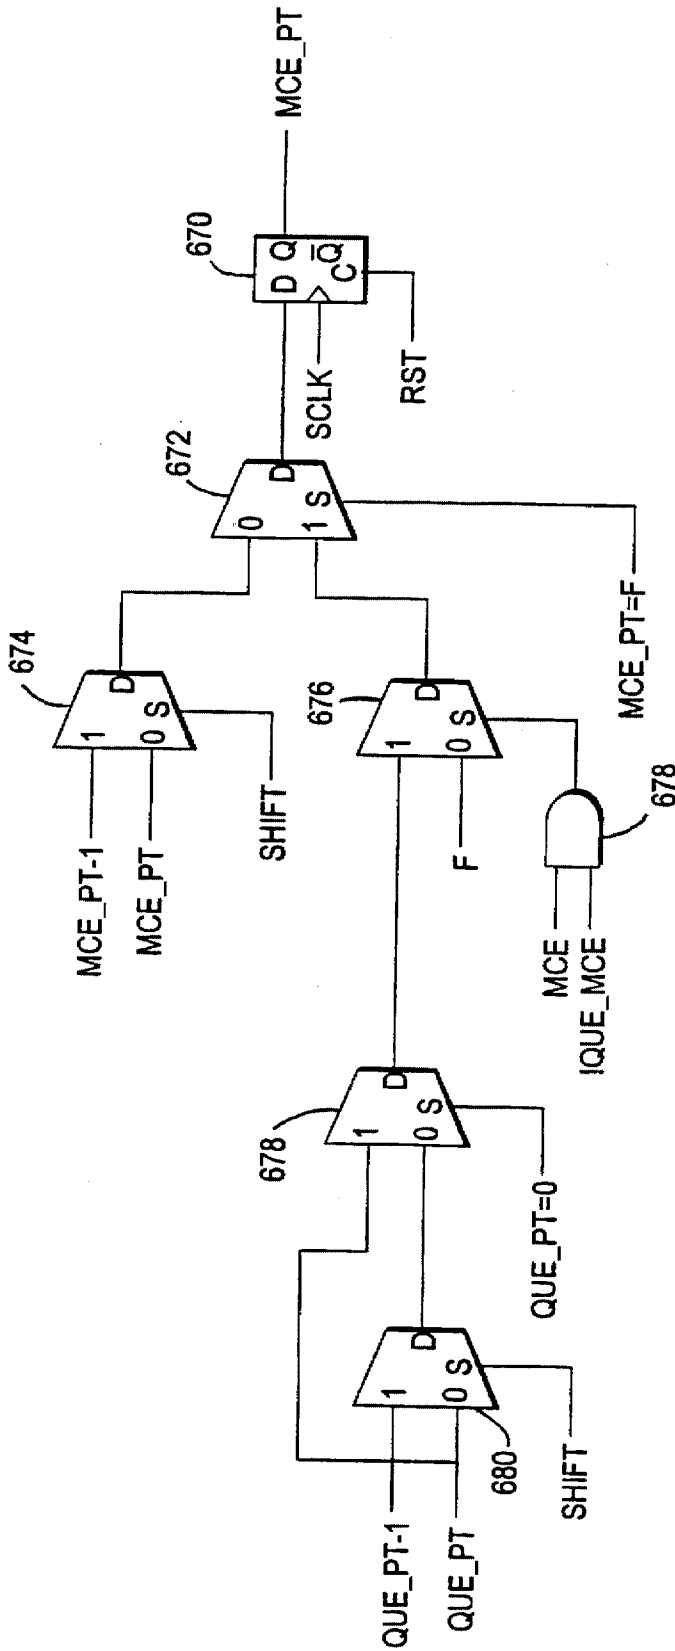 MCE_PT
670
D Q
Q
C
SCLK
RST
672
0
1 S
D
MCE_PT=F
674
1
0 S
D
MCE_PT-1
MCE_PT
SHIFT
676
1
0 S
D
F
678
MCE
IQUE_MCE
678
1
0 S
D
QUE_PT=0
1
0 S
D
680
QUE_PT-1
QUE_PT
SHIFT